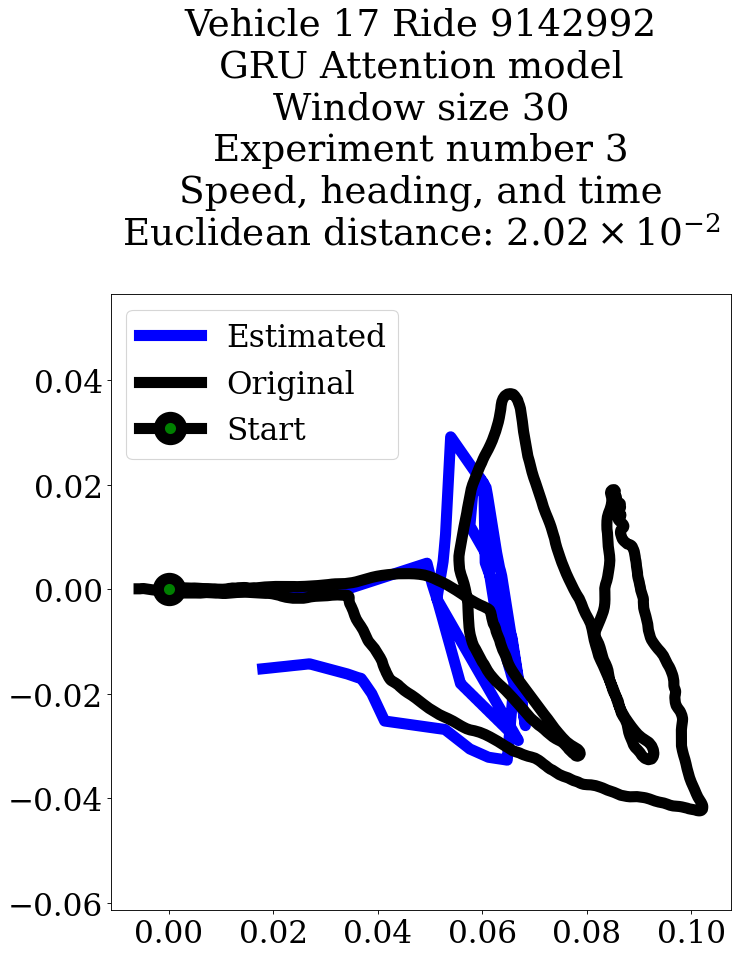 Vehicle 17 Ride 9142992
GRU Attention model
Window size 30
Experiment number 3
Speed, heading, and time
Euclidean distance: 2.02 × 10⁻²
Estimated
Original
Start
0.04
0.02
0.00
−0.02
−0.04
−0.06
0.00 0.02 0.04 0.06 0.08 0.10